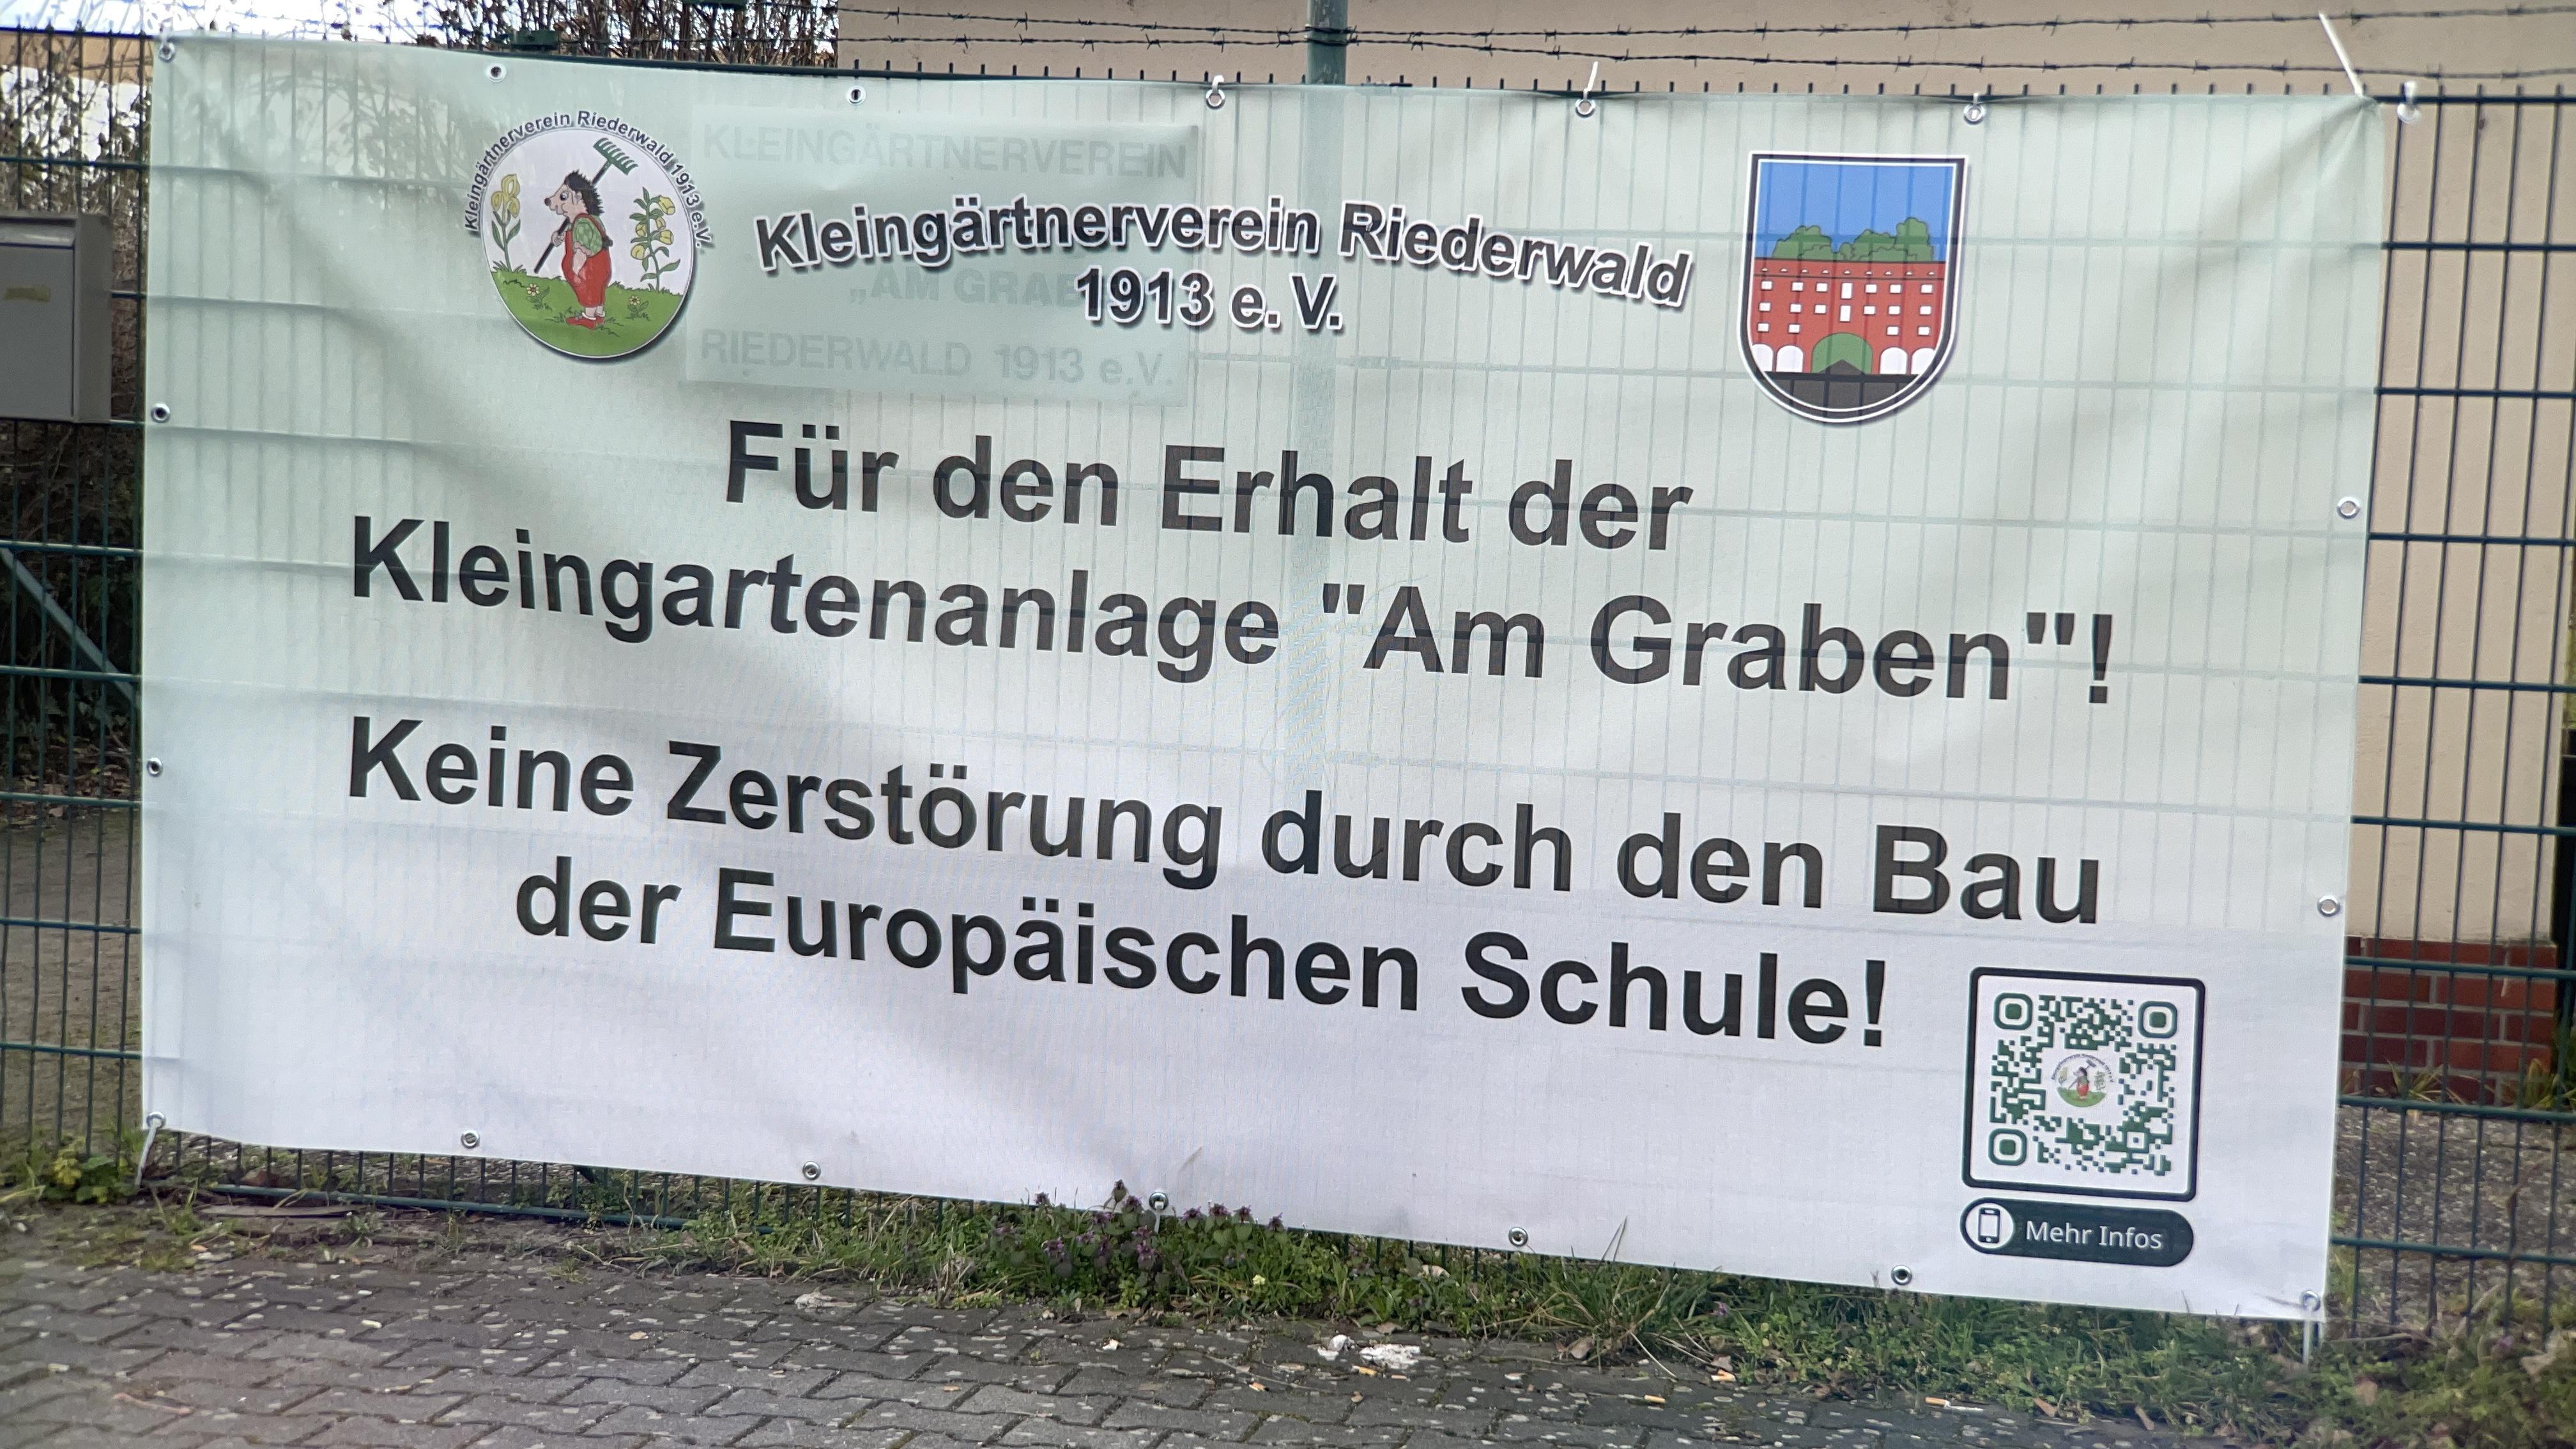 Kleingärtnerverein Riederwald 1913 e.V.
KLEINGÄRTNERVEREIN
"AM GRAB
RIEDERWALD 1913 e.V.
Kleingärtnerverein Riederwald
1913 e. V.
Für den Erhalt der
Kleingartenanlage "Am Graben"!
Keine Zerstörung durch den Bau
der Europäischen Schule!
Mehr Infos